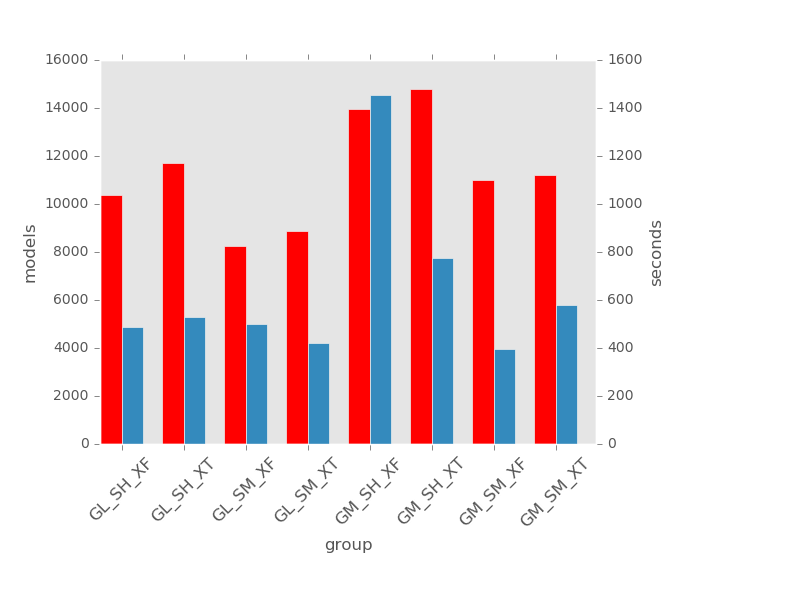 16000
14000
12000
10000
8000
6000
4000
2000
0
models
1600
1400
1200
1000
800
600
400
200
0
seconds
GL_SH_XF
GL_SH_XT
GL_SM_XF
GL_SM_XT
GM_SH_XF
GM_SH_XT
GM_SM_XF
GM_SM_XT
group